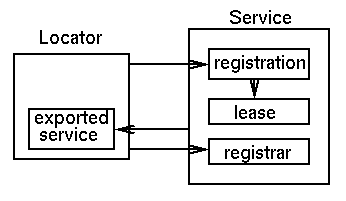 Service
Locator
registration
exported
service
lease
registrar